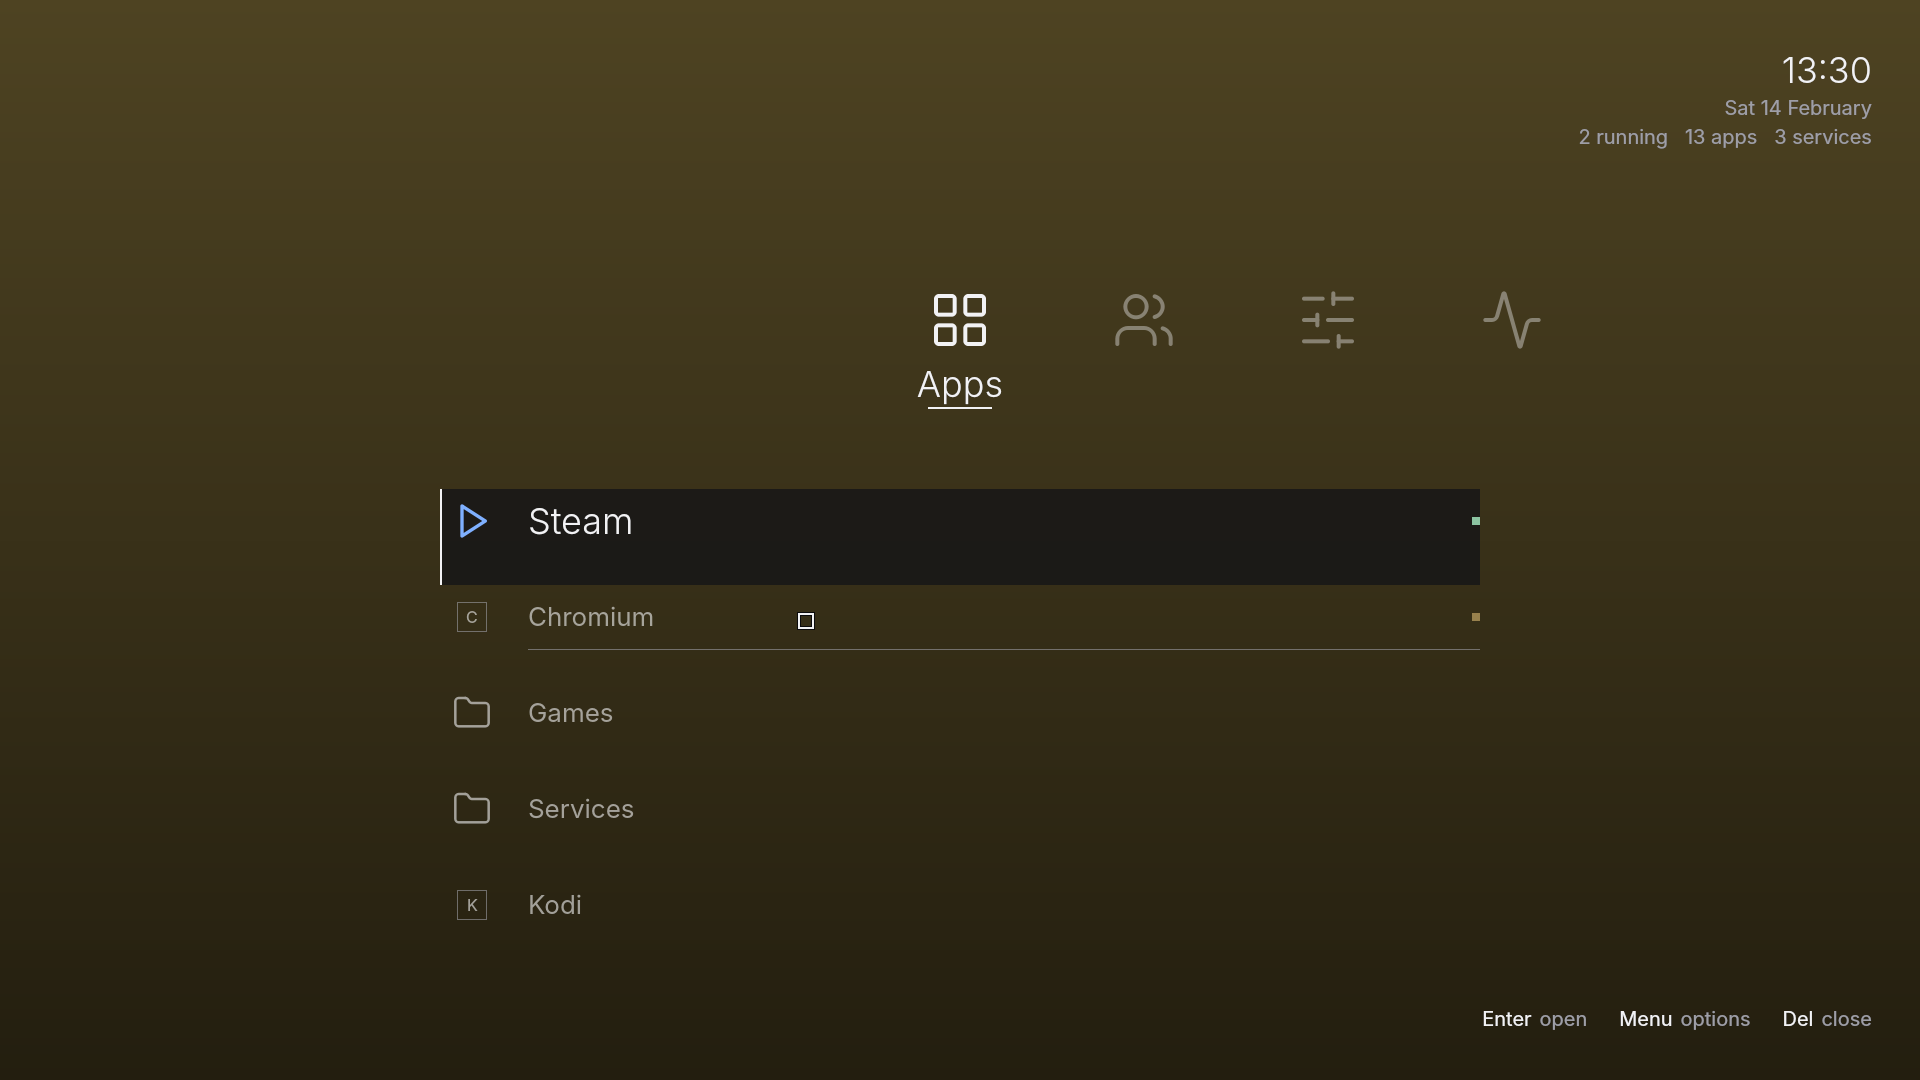 13:30
Sat 14 February
2 running 13 apps 3 services
Apps
Steam
C Chromium
Games
Services
K Kodi
Enter open Menu options Del close